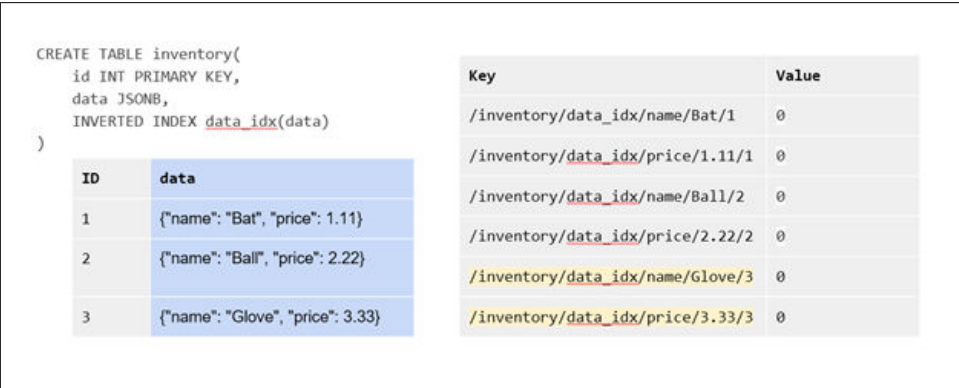 CREATE TABLE inventory(
id INT PRIMARY KEY,
data JSONB,
INVERTED INDEX data_idx(data)
)
ID data
1 {"name": "Bat", "price": 1.11}
2 {"name": "Ball", "price": 2.22}
3 {"name": "Glove", "price": 3.33}
Key Value
/inventory/data_idx/name/Bat/1 0
/inventory/data_idx/price/1.11/1 0
/inventory/data_idx/name/Ball/2 0
/inventory/data_idx/price/2.22/2 0
/inventory/data_idx/name/Glove/3 0
/inventory/data_idx/price/3.33/3 0